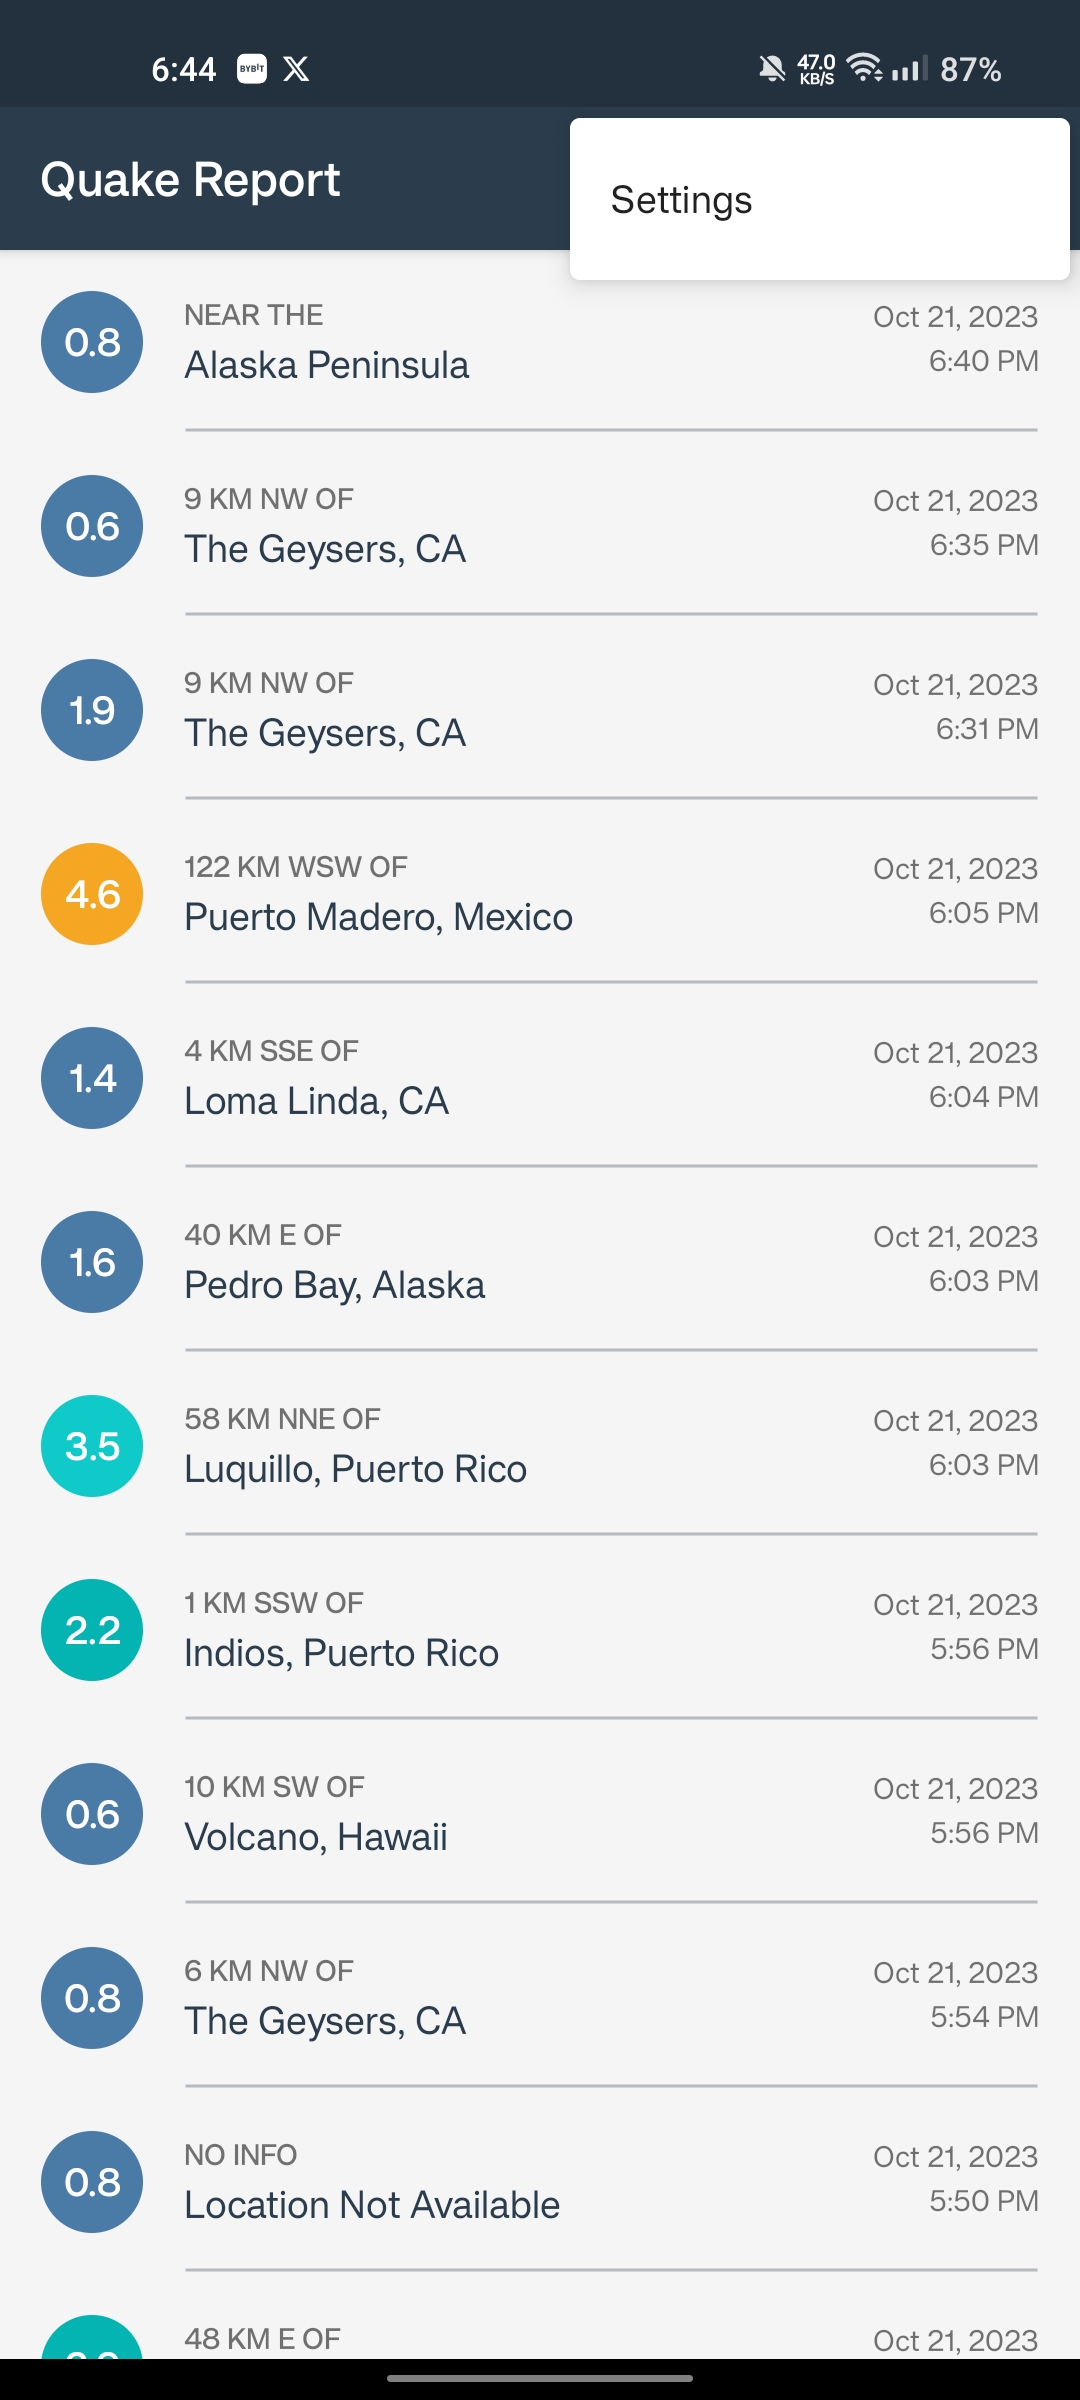 6:44 BYBIT X 47.0 KB/S 87%
Quake Report
Settings
0.8
NEAR THE
Alaska Peninsula
Oct 21, 2023
6:40 PM
0.6
9 KM NW OF
The Geysers, CA
Oct 21, 2023
6:35 PM
1.9
9 KM NW OF
The Geysers, CA
Oct 21, 2023
6:31 PM
4.6
122 KM WSW OF
Puerto Madero, Mexico
Oct 21, 2023
6:05 PM
1.4
4 KM SSE OF
Loma Linda, CA
Oct 21, 2023
6:04 PM
1.6
40 KM E OF
Pedro Bay, Alaska
Oct 21, 2023
6:03 PM
3.5
58 KM NNE OF
Luquillo, Puerto Rico
Oct 21, 2023
6:03 PM
2.2
1 KM SSW OF
Indios, Puerto Rico
Oct 21, 2023
5:56 PM
0.6
10 KM SW OF
Volcano, Hawaii
Oct 21, 2023
5:56 PM
0.8
6 KM NW OF
The Geysers, CA
Oct 21, 2023
5:54 PM
0.8
NO INFO
Location Not Available
Oct 21, 2023
5:50 PM
48 KM E OF
Oct 21, 2023